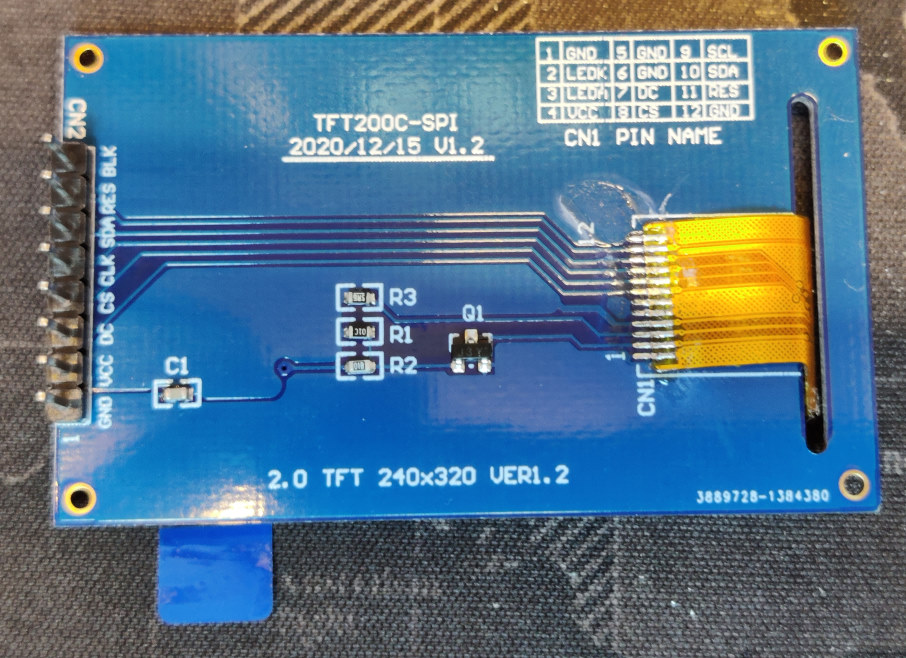 1 GND 5 GND 9 SCL
2 LEDK 6 GND 10 SDA
3 LEDA 7 DC 11 RES
4 VCC 8 CS 12 GND
CN1 PIN NAME
TFT200C-SPI
2020/12/15 V1.2
CN2
GND VCC DC CS CLK SDA RES BLK
1
R3
R1
R2
Q1
C1
1
CN1
2.0 TFT 240x320 VER1.2
3889728-1384380